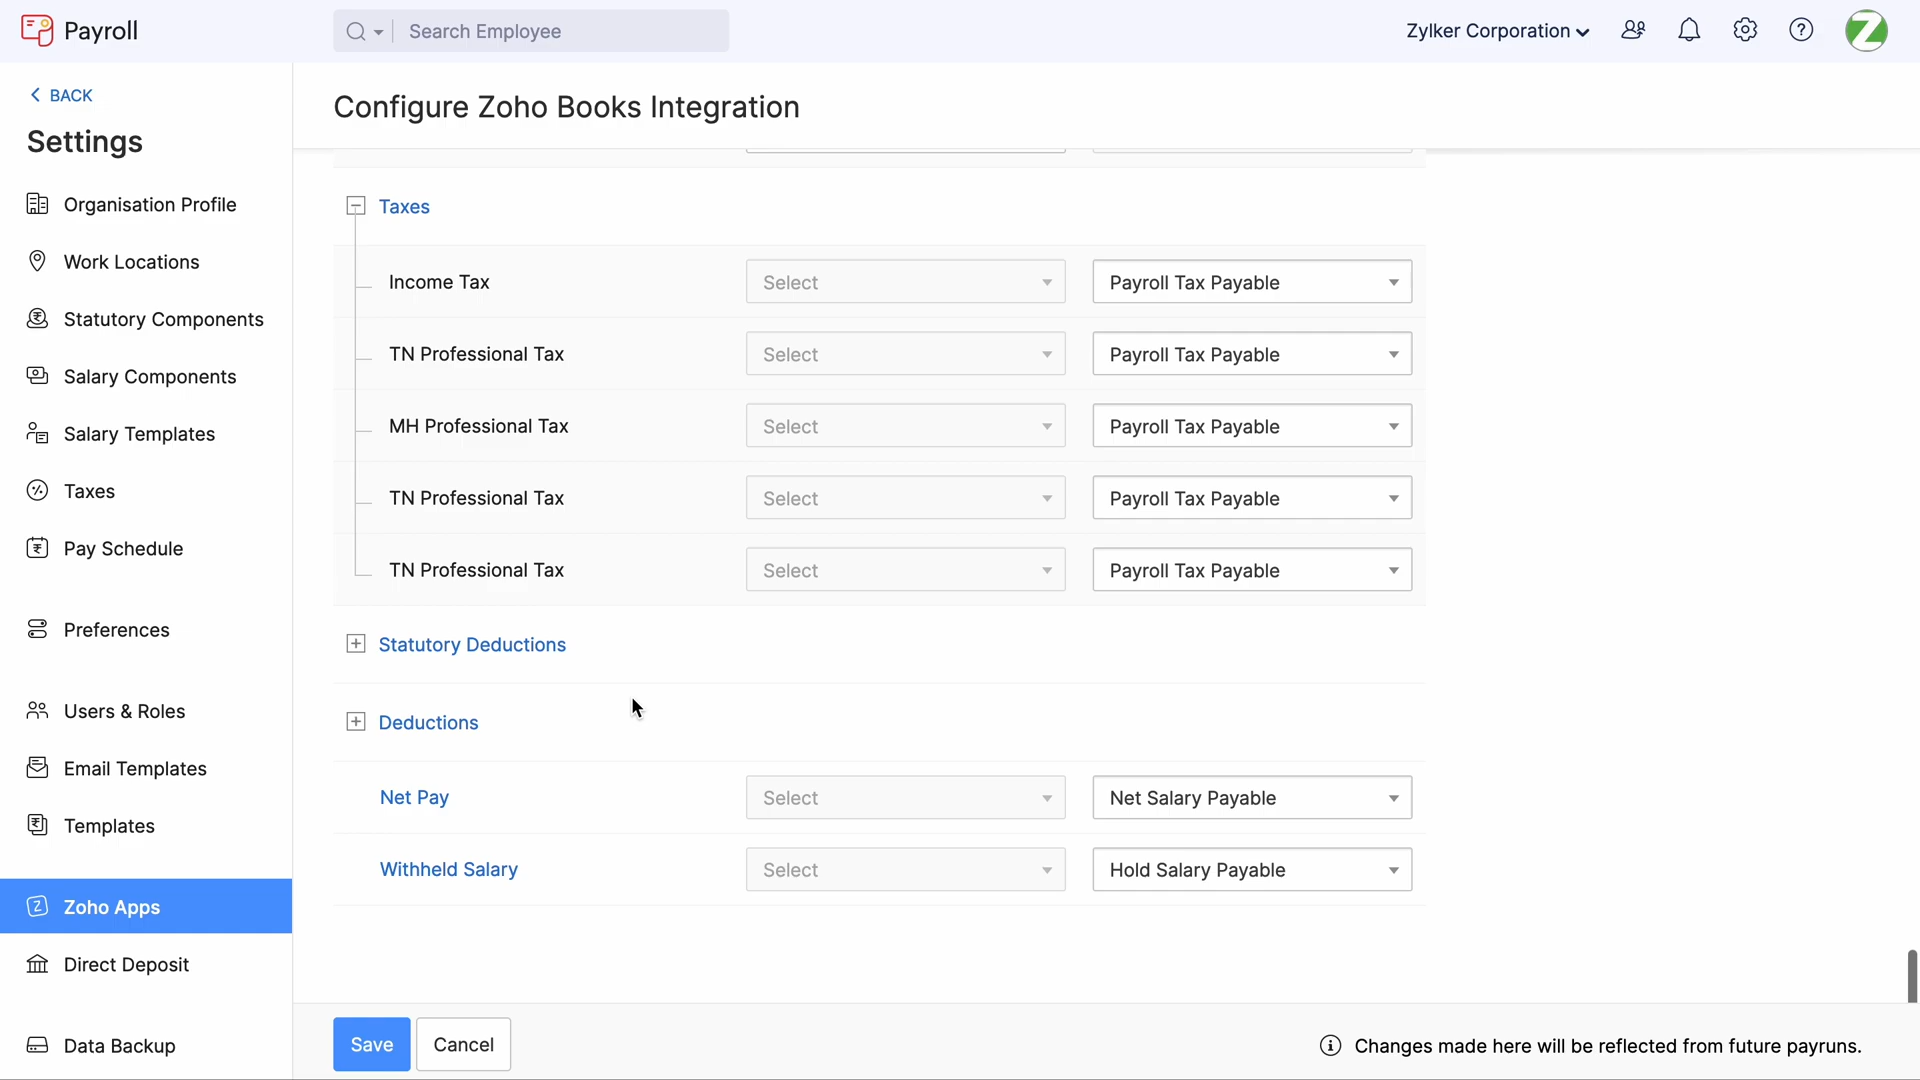 Payroll
Search Employee
Zylker Corporation
BACK
Settings
Organisation Profile
Work Locations
Statutory Components
Salary Components
Salary Templates
Taxes
Pay Schedule
Preferences
Users & Roles
Email Templates
Templates
Zoho Apps
Direct Deposit
Data Backup
Configure Zoho Books Integration
Taxes
Income Tax Select Payroll Tax Payable
TN Professional Tax Select Payroll Tax Payable
MH Professional Tax Select Payroll Tax Payable
TN Professional Tax Select Payroll Tax Payable
TN Professional Tax Select Payroll Tax Payable
Statutory Deductions
Deductions
Net Pay Select Net Salary Payable
Withheld Salary Select Hold Salary Payable
Save Cancel
Changes made here will be reflected from future payruns.